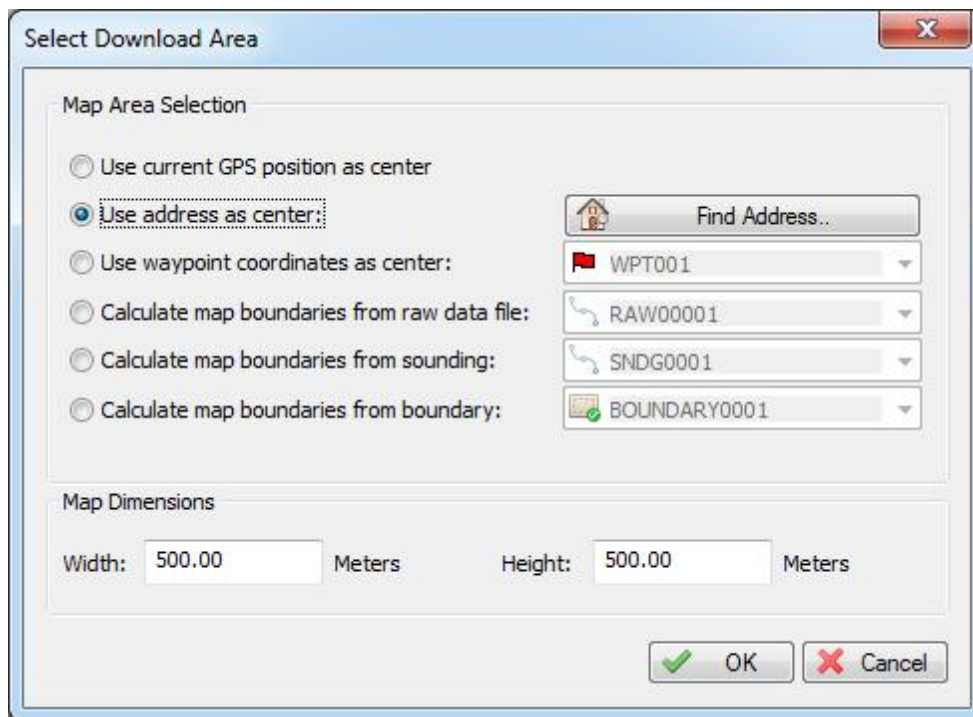 Select Download Area
Map Area Selection
Use current GPS position as center
Use address as center:
Find Address..
Use waypoint coordinates as center:
WPT001
Calculate map boundaries from raw data file:
RAW00001
Calculate map boundaries from sounding:
SNDG0001
Calculate map boundaries from boundary:
BOUNDARY0001
Map Dimensions
Width: 500.00 Meters Height: 500.00 Meters
OK Cancel